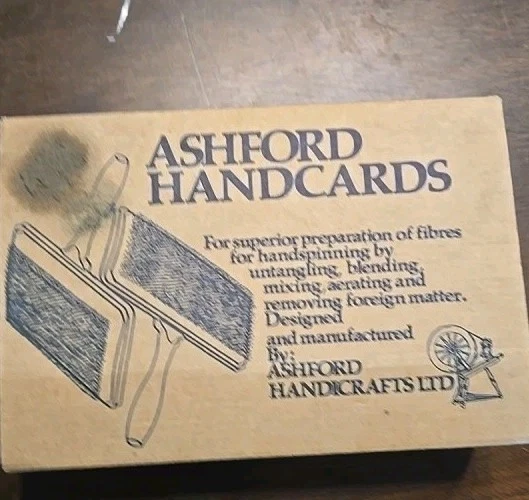 ASHFORD
HANDCARDS
For superior preparation of fibres
for handspinning by
untangling, blending,
mixing, aerating and
removing foreign matter.
Designed
and manufactured
By:
ASHFORD
HANDICRAFTS LTD